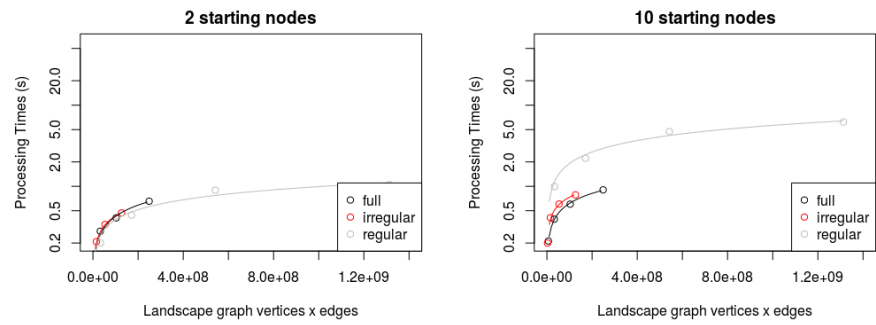 2 starting nodes
Processing Times (s)
20.0
5.0
2.0
0.5
0.2
full
irregular
regular
0.0e+00 4.0e+08 8.0e+08 1.2e+09
Landscape graph vertices x edges
10 starting nodes
Processing Times (s)
20.0
5.0
2.0
0.5
0.2
full
irregular
regular
0.0e+00 4.0e+08 8.0e+08 1.2e+09
Landscape graph vertices x edges